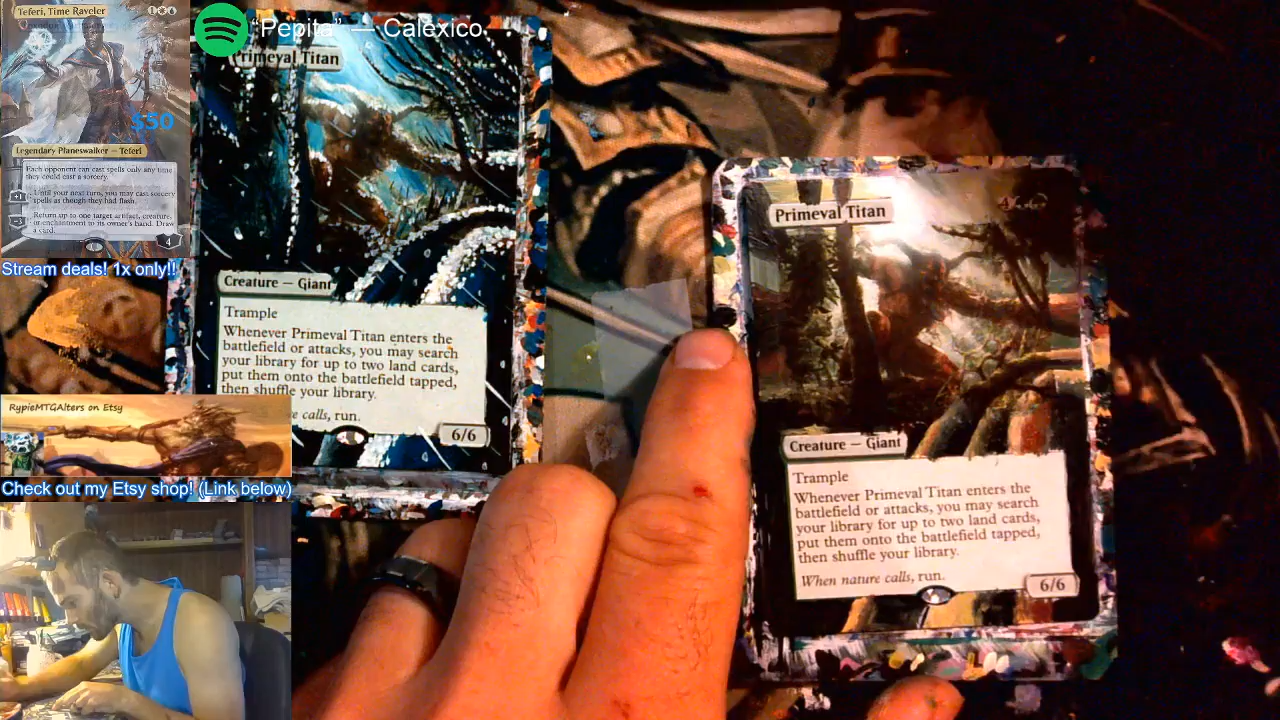 Teferi, Time Raveler
$50
Legendary Planeswalker — Teferi
Each opponent can cast spells only any time
they could cast a sorcery.
+1
Until your next turn, you may cast sorcery
spells as though they had flash.
Return up to one target artifact, creature,
or enchantment to its owner's hand. Draw
a card.
4
Stream deals! 1x only!!
RypieMTGAlters on Etsy
Check out my Etsy shop! (Link below)
"Pepita" — Calexico
Primeval Titan
Creature — Giant
Trample
Whenever Primeval Titan enters the
battlefield or attacks, you may search
your library for up to two land cards,
put them onto the battlefield tapped,
then shuffle your library.
calls, run.
6/6
Primeval Titan
Creature — Giant
Trample
Whenever Primeval Titan enters the
battlefield or attacks, you may search
your library for up to two land cards,
put them onto the battlefield tapped,
then shuffle your library.
When nature calls, run.
6/6